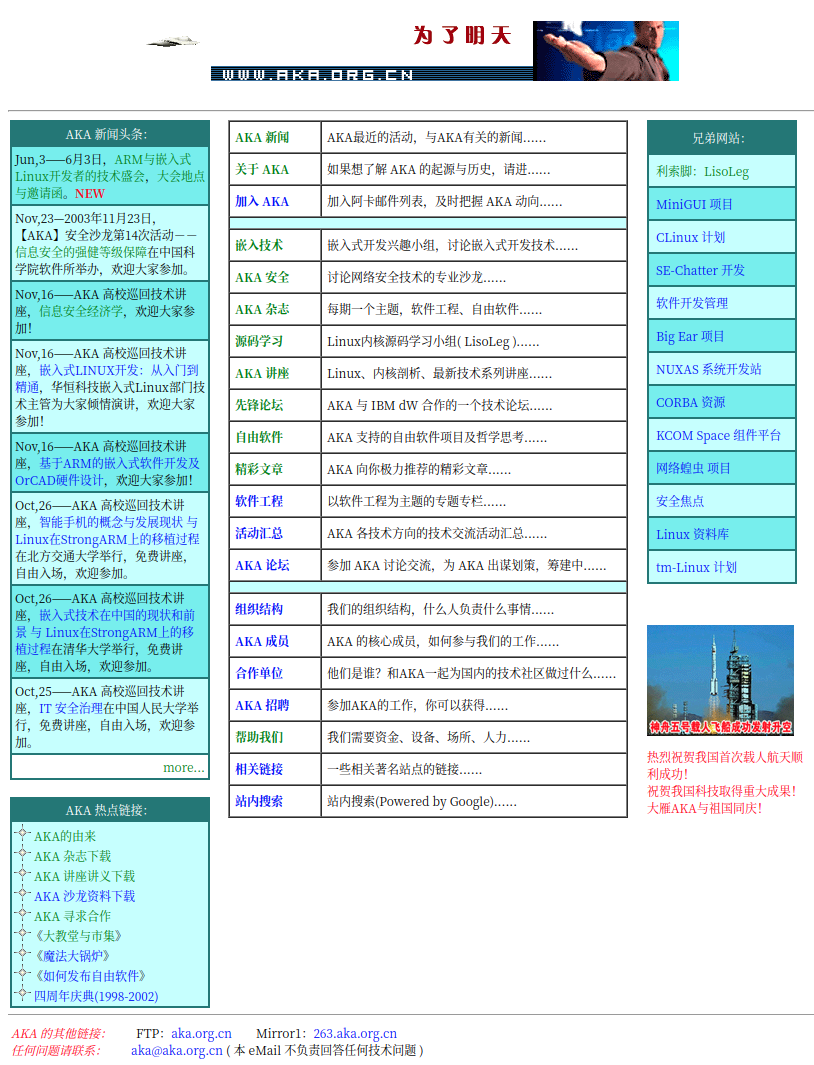 为了明天
WWW.AKA.ORG.CN
AKA 新闻头条：
Jun,3——6月3日，ARM与嵌入式
Linux开发者的技术盛会，大会地点
与邀请函。NEW
Nov,23—2003年11月23日，
【AKA】安全沙龙第14次活动－－
信息安全的强健等级保障在中国科
学院软件所举办，欢迎大家参加。
Nov,16——AKA 高校巡回技术讲
座，信息安全经济学，欢迎大家参
加！
Nov,16——AKA 高校巡回技术讲
座，嵌入式LINUX开发：从入门到
精通，华恒科技嵌入式Linux部门技
术主管为大家倾情演讲，欢迎大家
参加！
Nov,16——AKA 高校巡回技术讲
座，基于ARM的嵌入式软件开发及
OrCAD硬件设计，欢迎大家参加！
Oct,26——AKA 高校巡回技术讲
座，智能手机的概念与发展现状 与
Linux在StrongARM上的移植过程
在北方交通大学举行，免费讲座，
自由入场，欢迎参加。
Oct,26——AKA 高校巡回技术讲
座，嵌入式技术在中国的现状和前
景 与 Linux在StrongARM上的移
植过程在清华大学举行，免费讲
座，自由入场，欢迎参加。
Oct,25——AKA 高校巡回技术讲
座，IT 安全治理在中国人民大学举
行，免费讲座，自由入场，欢迎参
加。
more...
AKA 热点链接：
AKA的由来
AKA 杂志下载
AKA 讲座讲义下载
AKA 沙龙资料下载
AKA 寻求合作
《大教堂与市集》
《魔法大锅炉》
《如何发布自由软件》
四周年庆典(1998-2002)
AKA 新闻 AKA最近的活动，与AKA有关的新闻……
关于 AKA 如果想了解 AKA 的起源与历史，请进……
加入 AKA 加入阿卡邮件列表，及时把握 AKA 动向……
嵌入技术 嵌入式开发兴趣小组，讨论嵌入式开发技术……
AKA 安全 讨论网络安全技术的专业沙龙……
AKA 杂志 每期一个主题，软件工程、自由软件……
源码学习 Linux内核源码学习小组( LisoLeg )……
AKA 讲座 Linux、内核剖析、最新技术系列讲座……
先锋论坛 AKA 与 IBM dW 合作的一个技术论坛……
自由软件 AKA 支持的自由软件项目及哲学思考……
精彩文章 AKA 向你极力推荐的精彩文章……
软件工程 以软件工程为主题的专题专栏……
活动汇总 AKA 各技术方向的技术交流活动汇总……
AKA 论坛 参加 AKA 讨论交流，为 AKA 出谋划策，筹建中……
组织结构 我们的组织结构，什么人负责什么事情……
AKA 成员 AKA 的核心成员，如何参与我们的工作……
合作单位 他们是谁？和AKA一起为国内的技术社区做过什么……
AKA 招聘 参加AKA的工作，你可以获得……
帮助我们 我们需要资金、设备、场所、人力……
相关链接 一些相关著名站点的链接……
站内搜索 站内搜索(Powered by Google)……
兄弟网站：
利索脚：LisoLeg
MiniGUI 项目
CLinux 计划
SE-Chatter 开发
软件开发管理
Big Ear 项目
NUXAS 系统开发站
CORBA 资源
KCOM Space 组件平台
网络蝗虫 项目
安全焦点
Linux 资料库
tm-Linux 计划
神舟五号载人飞船成功发射升空
热烈祝贺我国首次载人航天顺
利成功！
祝贺我国科技取得重大成果！
大雁AKA与祖国同庆！
AKA 的其他链接： FTP：aka.org.cn Mirror1：263.aka.org.cn
任何问题请联系： aka@aka.org.cn ( 本 eMail 不负责回答任何技术问题 )